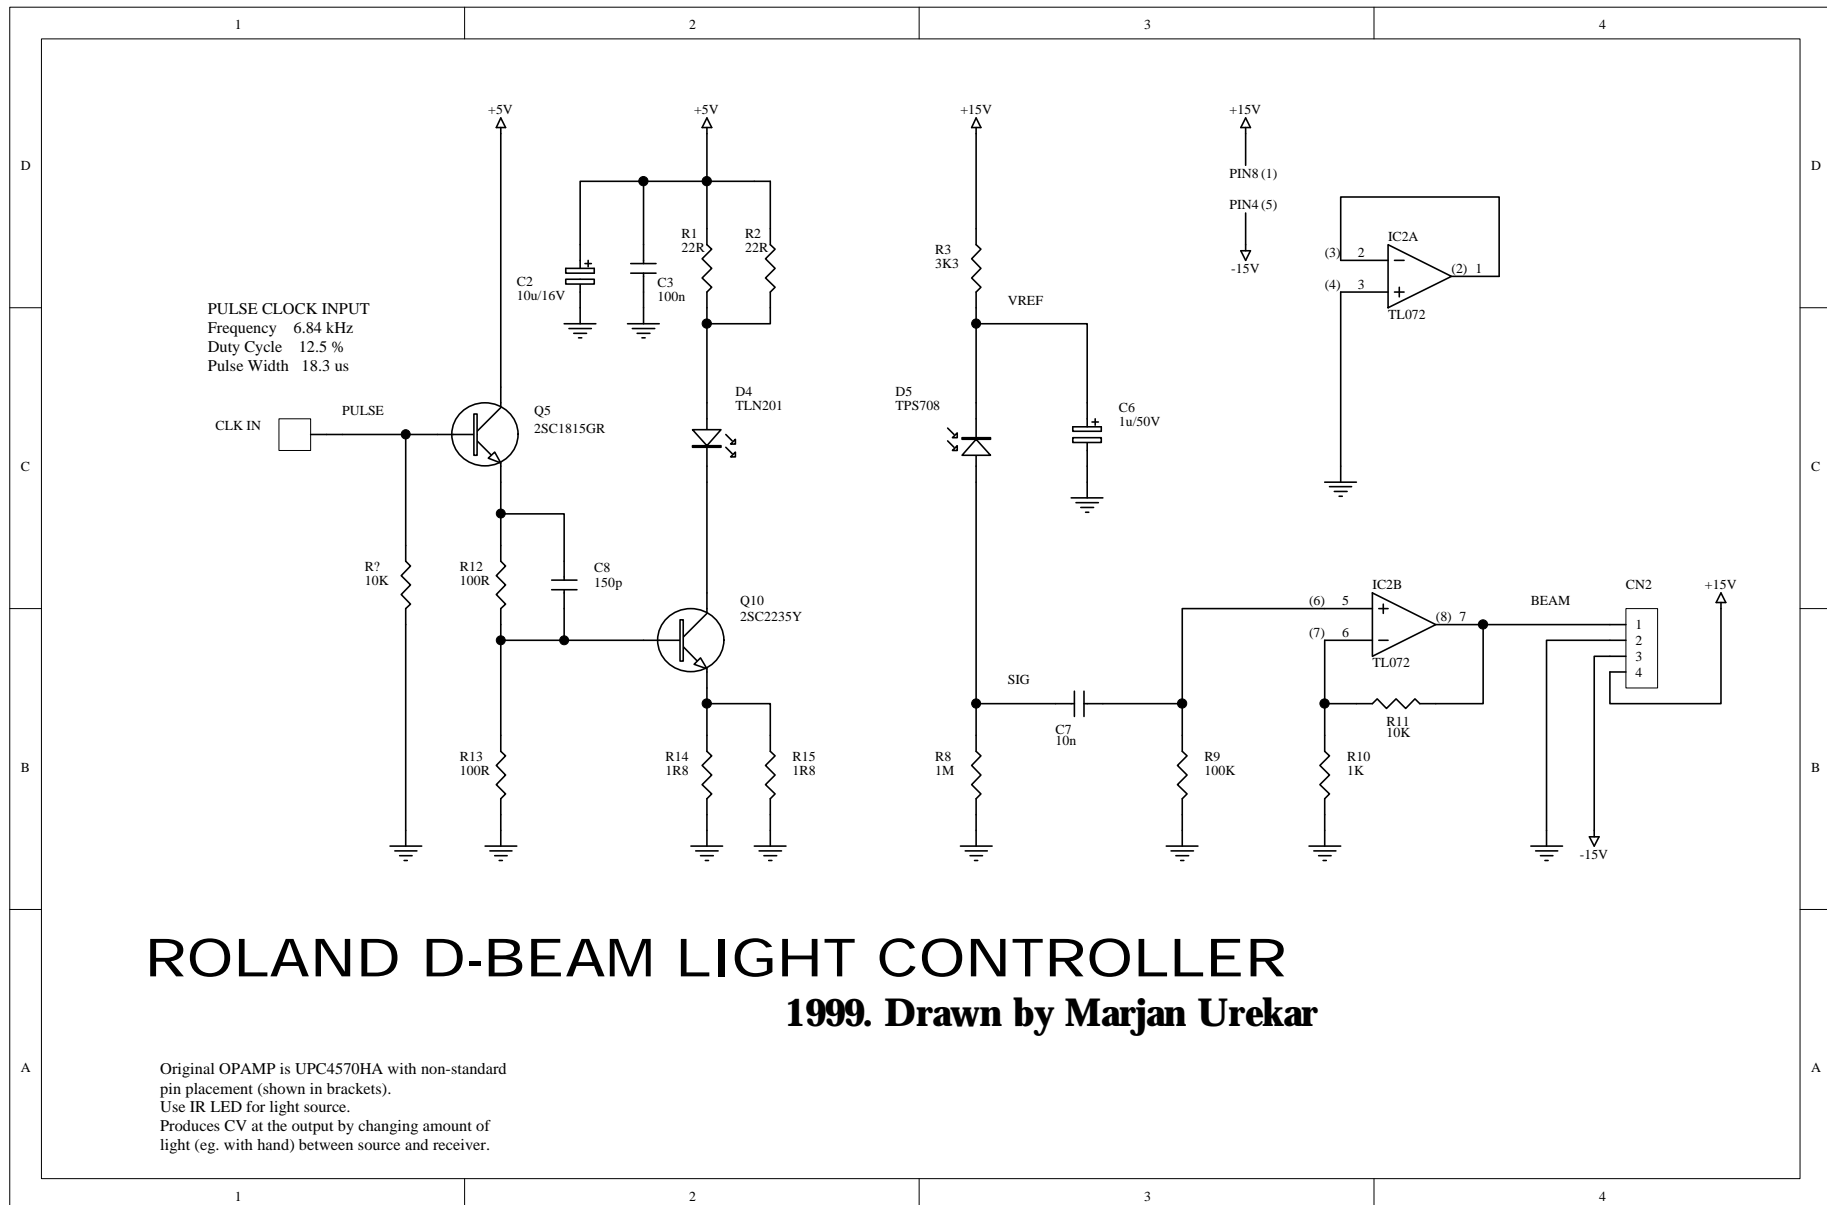 1 2 3 4
D D
C C
B B
A A
+5V
+5V
+15V
+15V
PIN8 (1)
PIN4 (5)
-15V
R1
22R
R2
22R
C2
+
10u/16V
C3
100n
R3
3K3
VREF
IC2A
(3) 2
(4) 3
(2) 1
TL072
PULSE CLOCK INPUT
Frequency 6.84 kHz
Duty Cycle 12.5 %
Pulse Width 18.3 us
CLK IN
PULSE
Q5
2SC1815GR
D4
TLN201
D5
TPS708
C6
+
1u/50V
R?
10K
R12
100R
C8
150p
Q10
2SC2235Y
IC2B
(6) 5
(7) 6
(8) 7
TL072
BEAM
CN2
1
2
3
4
+15V
-15V
SIG
C7
10n
R11
10K
R13
100R
R14
1R8
R15
1R8
R8
1M
R9
100K
R10
1K
ROLAND D-BEAM LIGHT CONTROLLER
1999. Drawn by Marjan Urekar
Original OPAMP is UPC4570HA with non-standard
pin placement (shown in brackets).
Use IR LED for light source.
Produces CV at the output by changing amount of
light (eg. with hand) between source and receiver.
1 2 3 4